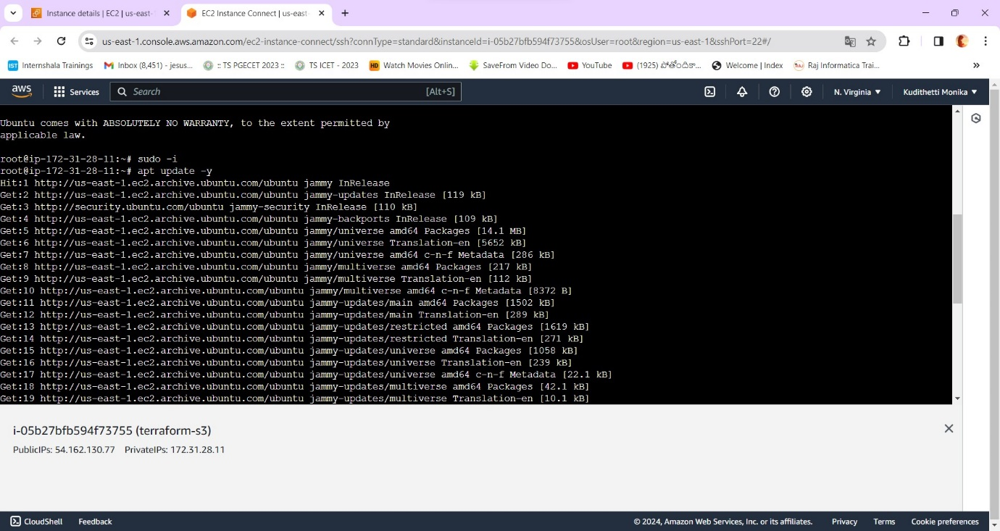 Instance details | EC2 | us-east-
EC2 Instance Connect | us-east-
us-east-1.console.aws.amazon.com/ec2-instance-connect/ssh?connType=standard&instanceId=i-05b27bfb594f73755&osUser=root&region=us-east-1&sshPort=22#/
IST Internshala Trainings Inbox (8,451) - jesus... :: TS PGECET 2023 :: TS ICET - 2023 HD Watch Movies Onlin... SaveFrom Video Do... YouTube (1925) పోతోందికా... Welcome | Index Raj Informatica Trai... »
aws Services Search [Alt+S] N. Virginia Kudithetti Monika
Ubuntu comes with ABSOLUTELY NO WARRANTY, to the extent permitted by
applicable law.
root@ip-172-31-28-11:~# sudo -i
root@ip-172-31-28-11:~# apt update -y
Hit:1 http://us-east-1.ec2.archive.ubuntu.com/ubuntu jammy InRelease
Get:2 http://us-east-1.ec2.archive.ubuntu.com/ubuntu jammy-updates InRelease [119 kB]
Get:3 http://security.ubuntu.com/ubuntu jammy-security InRelease [110 kB]
Get:4 http://us-east-1.ec2.archive.ubuntu.com/ubuntu jammy-backports InRelease [109 kB]
Get:5 http://us-east-1.ec2.archive.ubuntu.com/ubuntu jammy/universe amd64 Packages [14.1 MB]
Get:6 http://us-east-1.ec2.archive.ubuntu.com/ubuntu jammy/universe Translation-en [5652 kB]
Get:7 http://us-east-1.ec2.archive.ubuntu.com/ubuntu jammy/universe amd64 c-n-f Metadata [286 kB]
Get:8 http://us-east-1.ec2.archive.ubuntu.com/ubuntu jammy/multiverse amd64 Packages [217 kB]
Get:9 http://us-east-1.ec2.archive.ubuntu.com/ubuntu jammy/multiverse Translation-en [112 kB]
Get:10 http://us-east-1.ec2.archive.ubuntu.com/ubuntu jammy/multiverse amd64 c-n-f Metadata [8372 B]
Get:11 http://us-east-1.ec2.archive.ubuntu.com/ubuntu jammy-updates/main amd64 Packages [1502 kB]
Get:12 http://us-east-1.ec2.archive.ubuntu.com/ubuntu jammy-updates/main Translation-en [289 kB]
Get:13 http://us-east-1.ec2.archive.ubuntu.com/ubuntu jammy-updates/restricted amd64 Packages [1619 kB]
Get:14 http://us-east-1.ec2.archive.ubuntu.com/ubuntu jammy-updates/restricted Translation-en [271 kB]
Get:15 http://us-east-1.ec2.archive.ubuntu.com/ubuntu jammy-updates/universe amd64 Packages [1058 kB]
Get:16 http://us-east-1.ec2.archive.ubuntu.com/ubuntu jammy-updates/universe Translation-en [239 kB]
Get:17 http://us-east-1.ec2.archive.ubuntu.com/ubuntu jammy-updates/universe amd64 c-n-f Metadata [22.1 kB]
Get:18 http://us-east-1.ec2.archive.ubuntu.com/ubuntu jammy-updates/multiverse amd64 Packages [42.1 kB]
Get:19 http://us-east-1.ec2.archive.ubuntu.com/ubuntu jammy-updates/multiverse Translation-en [10.1 kB]
i-05b27bfb594f73755 (terraform-s3)
PublicIPs: 54.162.130.77 PrivateIPs: 172.31.28.11
CloudShell Feedback © 2024, Amazon Web Services, Inc. or its affiliates. Privacy Terms Cookie preferences